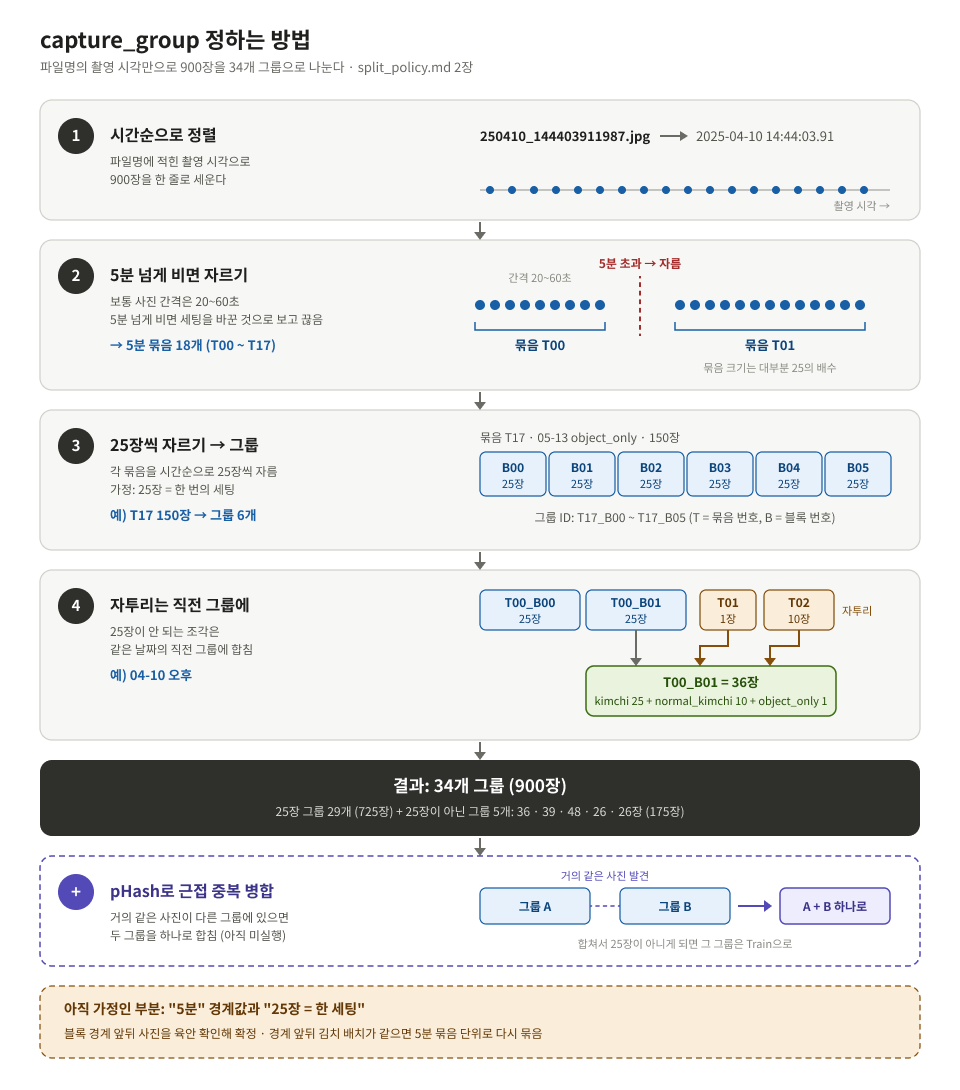 capture_group 정하는 방법
파일명의 촬영 시각만으로 900장을 34개 그룹으로 나눈다 · split_policy.md 2장
1
시간순으로 정렬
파일명에 적힌 촬영 시각으로
900장을 한 줄로 세운다
250410_144403911987.jpg → 2025-04-10 14:44:03.91
촬영 시각 →
2
5분 넘게 비면 자르기
보통 사진 간격은 20~60초
5분 넘게 비면 세팅을 바꾼 것으로 보고 끊음
→ 5분 묶음 18개 (T00 ~ T17)
5분 초과 → 자름
간격 20~60초
묶음 T00
묶음 T01
묶음 크기는 대부분 25의 배수
3
25장씩 자르기 → 그룹
각 묶음을 시간순으로 25장씩 자름
가정: 25장 = 한 번의 세팅
예) T17 150장 → 그룹 6개
묶음 T17 · 05-13 object_only · 150장
B00 B01 B02 B03 B04 B05
25장 25장 25장 25장 25장 25장
그룹 ID: T17_B00 ~ T17_B05 (T = 묶음 번호, B = 블록 번호)
4
자투리는 직전 그룹에
25장이 안 되는 조각은
같은 날짜의 직전 그룹에 합침
예) 04-10 오후
T00_B00 T00_B01 T01 T02
25장 25장 1장 10장
자투리
T00_B01 = 36장
kimchi 25 + normal_kimchi 10 + object_only 1
결과: 34개 그룹 (900장)
25장 그룹 29개 (725장) + 25장이 아닌 그룹 5개: 36 · 39 · 48 · 26 · 26장 (175장)
+
pHash로 근접 중복 병합
거의 같은 사진이 다른 그룹에 있으면
두 그룹을 하나로 합침 (아직 미실행)
거의 같은 사진 발견
그룹 A
그룹 B
A + B 하나로
합쳐서 25장이 아니게 되면 그 그룹은 Train으로
아직 가정인 부분: "5분" 경계값과 "25장 = 한 세팅"
블록 경계 앞뒤 사진을 육안 확인해 확정 · 경계 앞뒤 김치 배치가 같으면 5분 묶음 단위로 다시 묶음